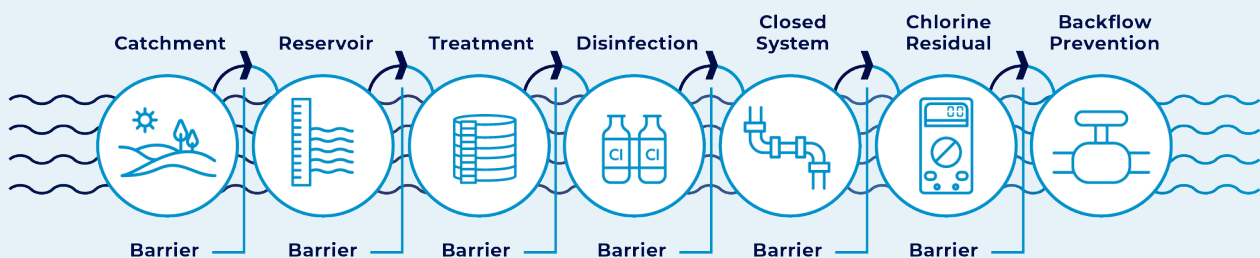 Catchment
Reservoir
Treatment
Disinfection
Closed
System
Chlorine
Residual
Backflow
Prevention
Cl
Cl
00
Barrier
Barrier
Barrier
Barrier
Barrier
Barrier